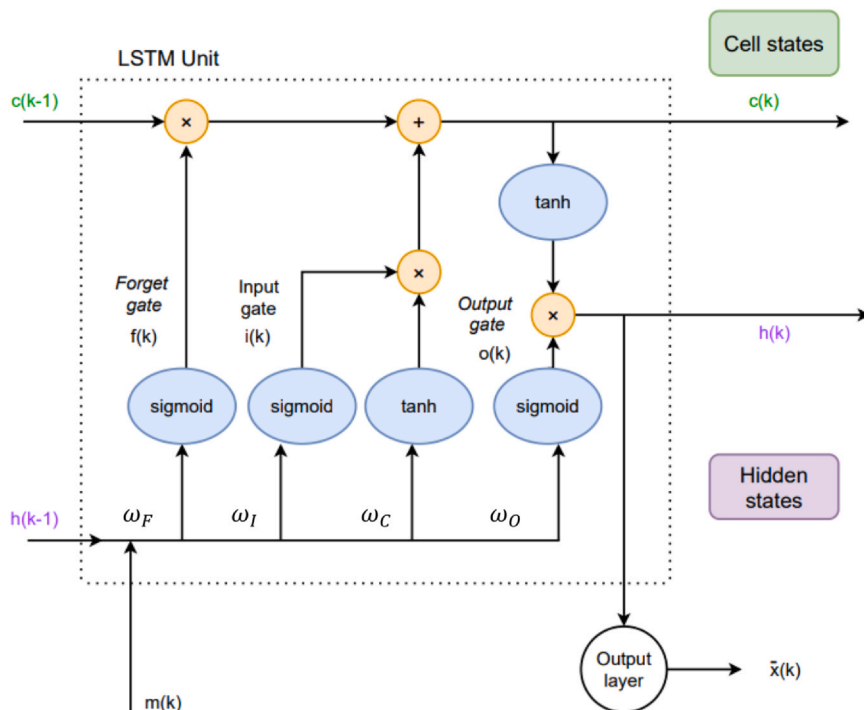 Cell states
LSTM Unit
c(k-1)
c(k)
×
+
tanh
×
Forget
gate
f(k)
Input
gate
i(k)
Output
gate
o(k)
×
h(k)
sigmoid
sigmoid
tanh
sigmoid
Hidden
states
h(k-1)
ω_F
ω_I
ω_C
ω_O
Output
layer
x̄(k)
m(k)